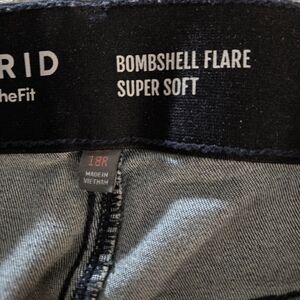 RID
heFit
BOMBSHELL FLARE
SUPER SOFT
18R
MADE IN
VIETNAM